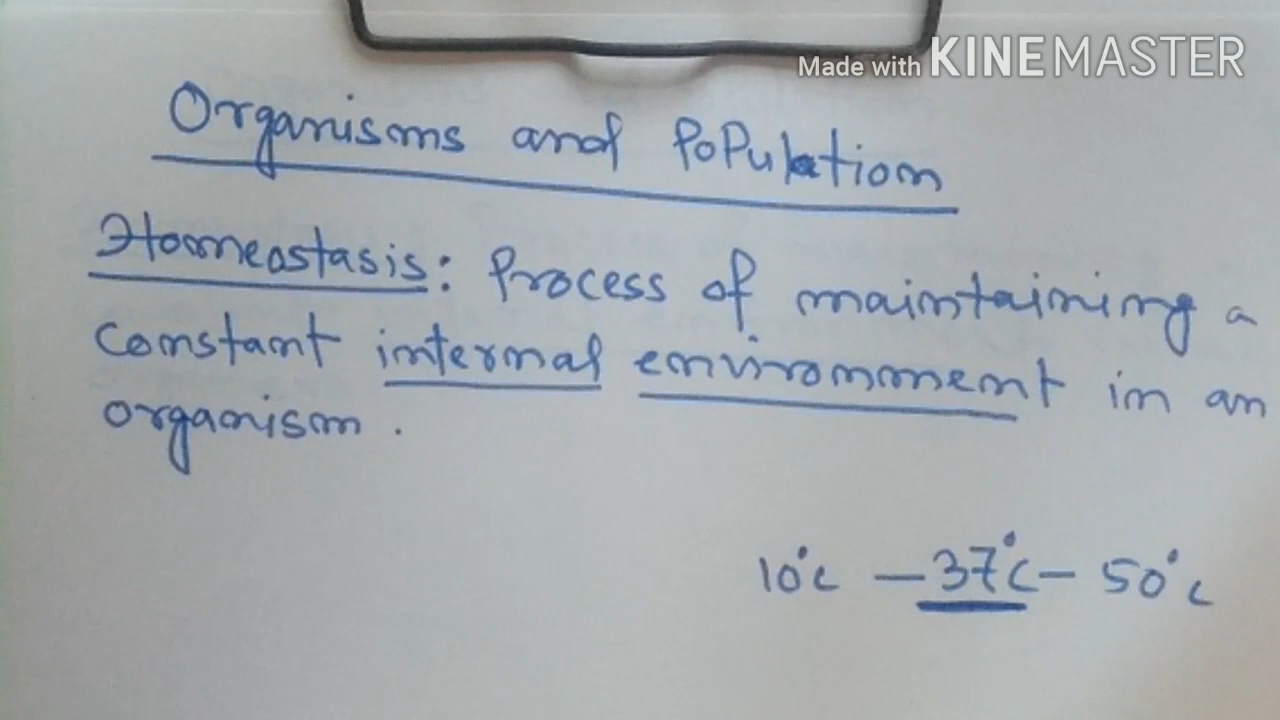 Made with KINEMASTER
Organisms and Population
Homeostasis: Process of maintaining a
constant internal environment in an
organism.
10°c – 37°c – 50°c